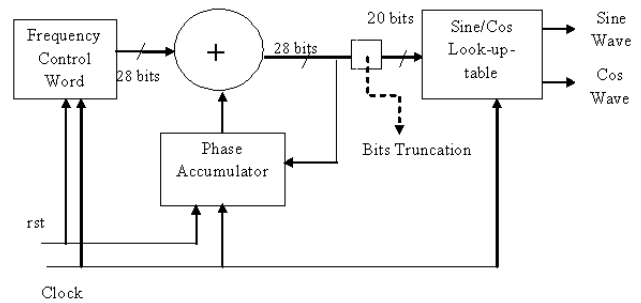 Frequency
Control
Word
28 bits
+
28 bits
20 bits
Sine/Cos
Look-up-
table
Sine
Wave
Cos
Wave
Phase
Accumulator
Bits Truncation
rst
Clock